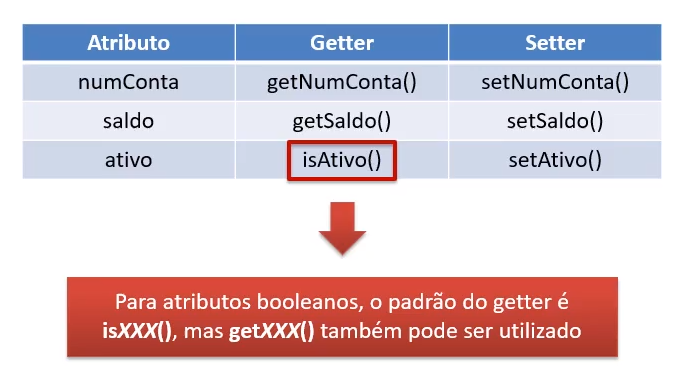 Atributo Getter Setter
numConta getNumConta() setNumConta()
saldo getSaldo() setSaldo()
ativo isAtivo() setAtivo()
Para atributos booleanos, o padrão do getter é
isXXX(), mas getXXX() também pode ser utilizado